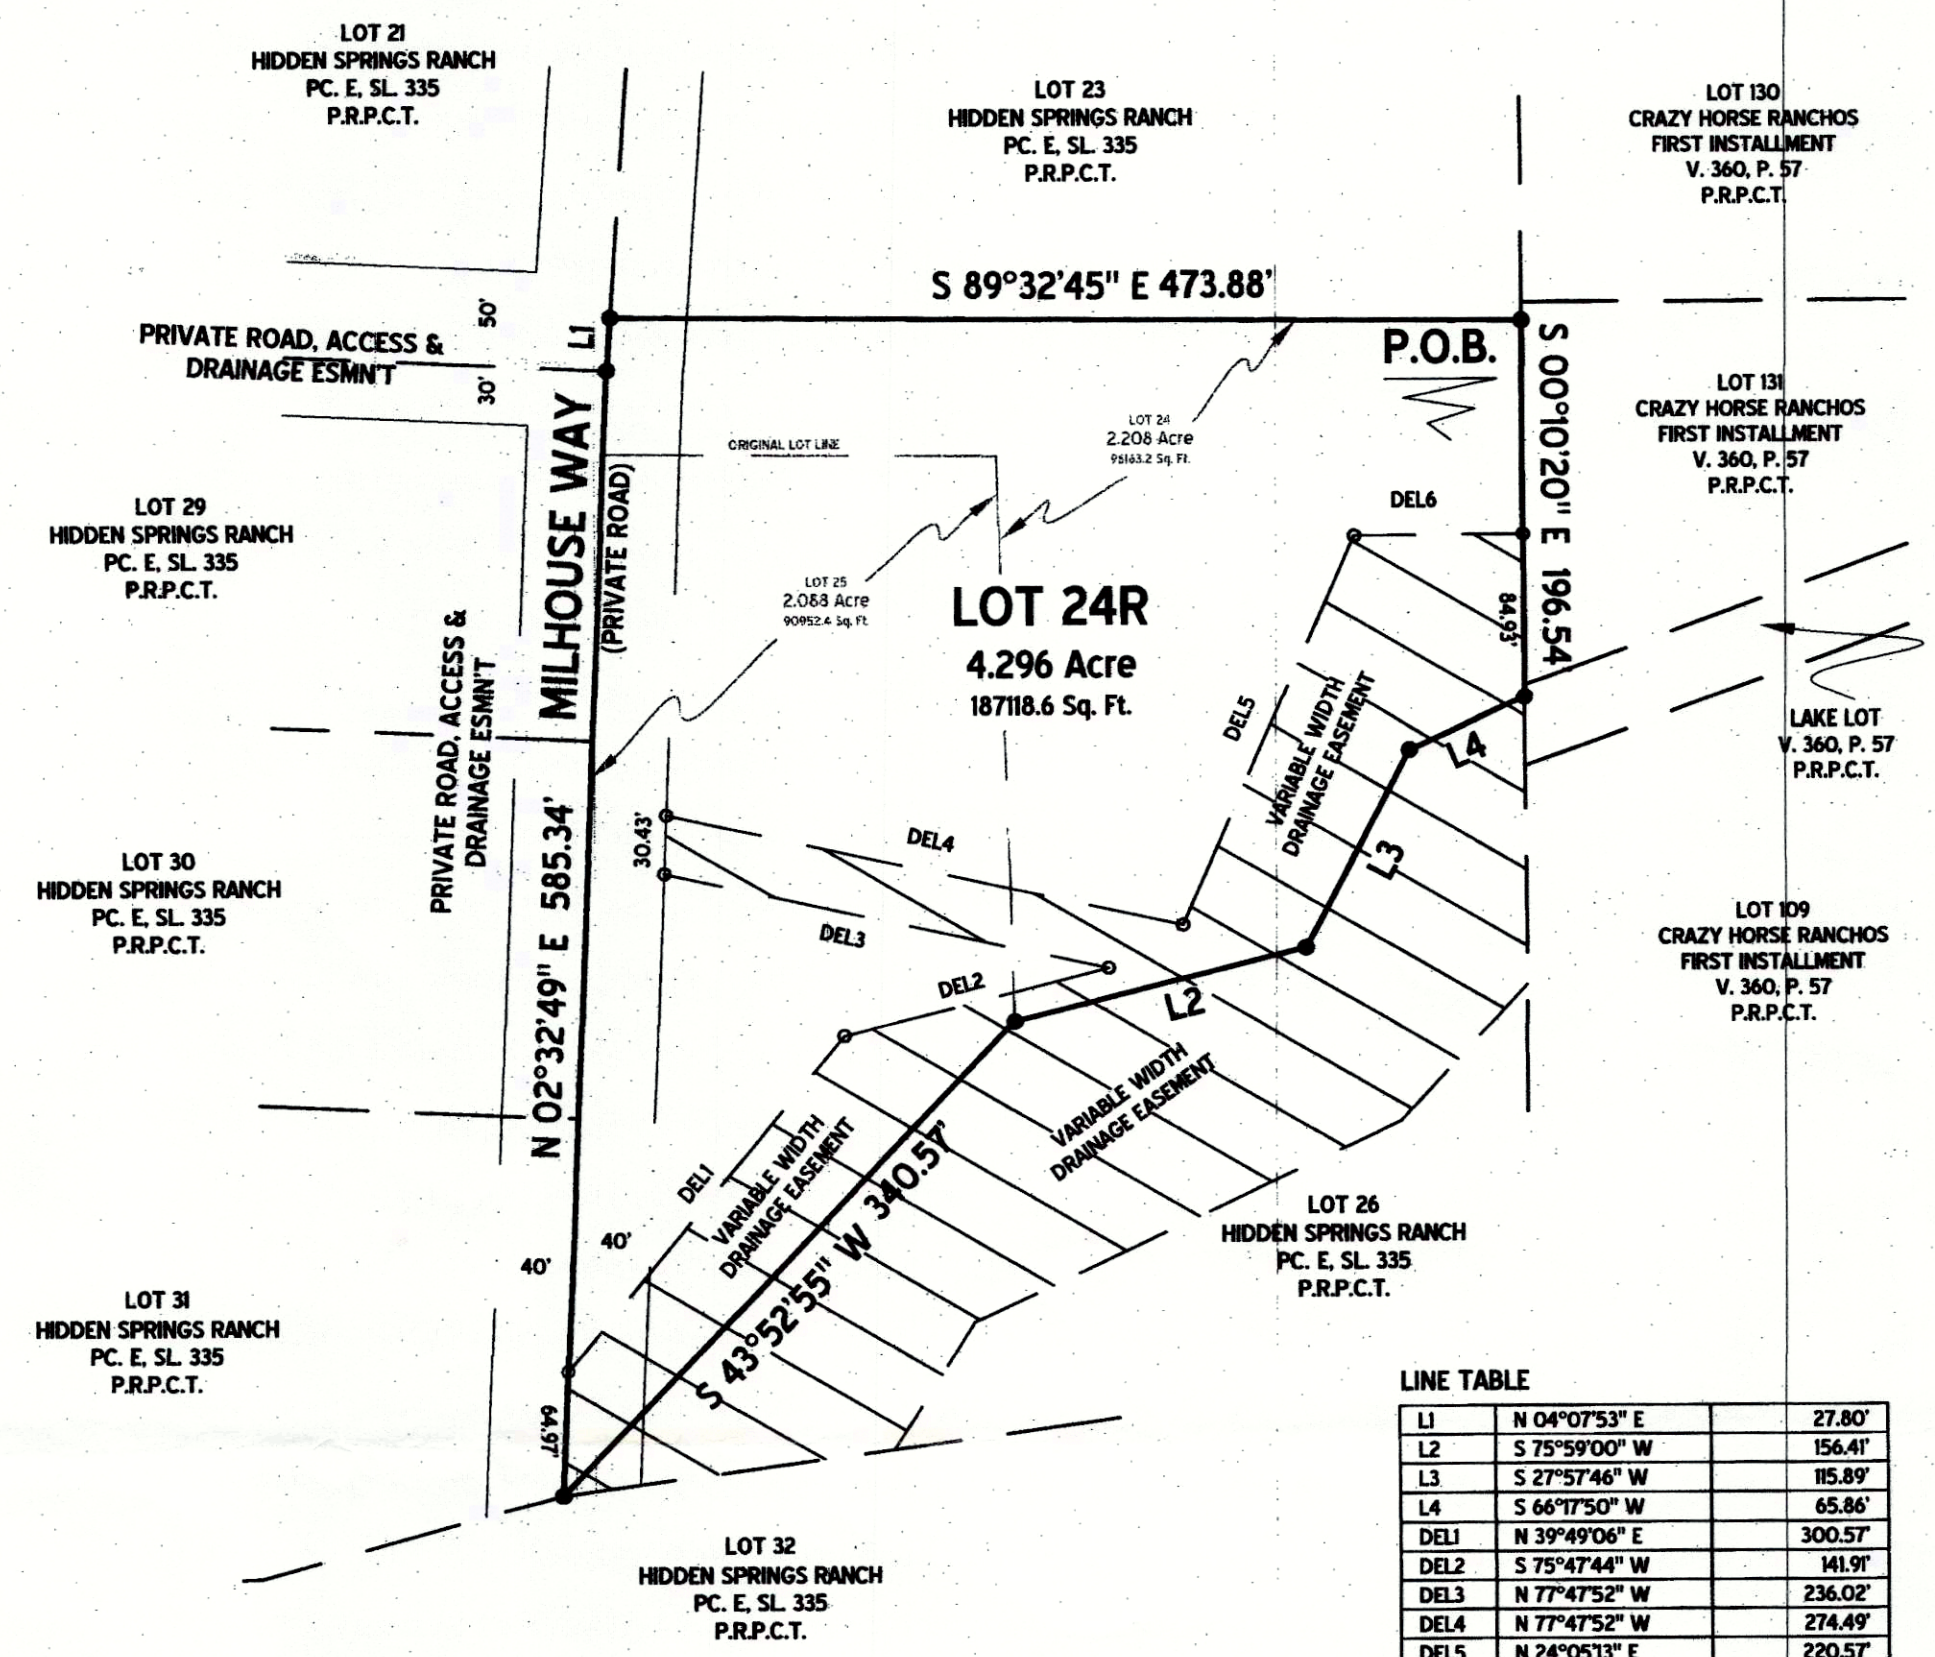 LOT 21
HIDDEN SPRINGS RANCH
PC. E, SL. 335
P.R.P.C.T.
LOT 23
HIDDEN SPRINGS RANCH
PC. E, SL. 335
P.R.P.C.T.
LOT 130
CRAZY HORSE RANCHOS
FIRST INSTALLMENT
V. 360, P. 57
P.R.P.C.T.
S 89°32'45" E 473.88'
50'
L1
PRIVATE ROAD, ACCESS &
DRAINAGE ESMN'T
30'
P.O.B.
S 00°10'20" E 196.54'
LOT 131
CRAZY HORSE RANCHOS
FIRST INSTALLMENT
V. 360, P. 57
P.R.P.C.T.
ORIGINAL LOT LINE
LOT 24
2.208 Acre
Sq. Ft.
MILHOUSE WAY
(PRIVATE ROAD)
DEL6
84.93'
LOT 29
HIDDEN SPRINGS RANCH
PC. E, SL. 335
P.R.P.C.T.
LOT 25
2.088 Acre
90952.4 Sq. Ft.
LOT 24R
4.296 Acre
187118.6 Sq. Ft.
PRIVATE ROAD, ACCESS &
DRAINAGE ESMN'T
DEL5
VARIABLE WIDTH
DRAINAGE EASEMENT
L4
LAKE LOT
V. 360, P. 57
P.R.P.C.T.
N 02°32'49" E 585.34'
30.43'
DEL4
L3
LOT 30
HIDDEN SPRINGS RANCH
PC. E, SL. 335
P.R.P.C.T.
DEL3
LOT 109
CRAZY HORSE RANCHOS
FIRST INSTALLMENT
V. 360, P. 57
P.R.P.C.T.
DEL2
L2
VARIABLE WIDTH
DRAINAGE EASEMENT
DEL1
VARIABLE WIDTH
DRAINAGE EASEMENT
S 43°52'55" W 340.57'
40'
40'
LOT 26
HIDDEN SPRINGS RANCH
PC. E, SL. 335
P.R.P.C.T.
LOT 31
HIDDEN SPRINGS RANCH
PC. E, SL. 335
P.R.P.C.T.
64.97'
LOT 32
HIDDEN SPRINGS RANCH
PC. E, SL. 335
P.R.P.C.T.
LINE TABLE
L1 N 04°07'53" E 27.80'
L2 S 75°59'00" W 156.41'
L3 S 27°57'46" W 115.89'
L4 S 66°17'50" W 65.86'
DEL1 N 39°49'06" E 300.57'
DEL2 S 75°47'44" W 141.91'
DEL3 N 77°47'52" W 236.02'
DEL4 N 77°47'52" W 274.49'
DEL5 N 24°05'13" E 220.57'